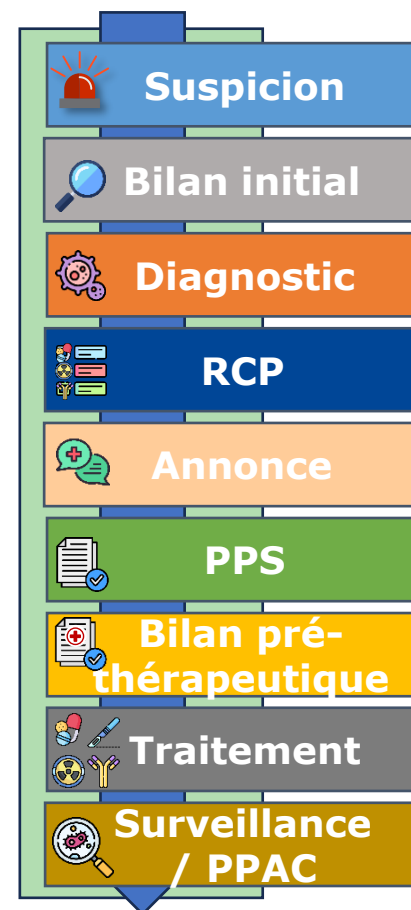 Suspicion
Bilan initial
Diagnostic
RCP
Annonce
PPS
Bilan pré-
thérapeutique
Traitement
Surveillance
/ PPAC